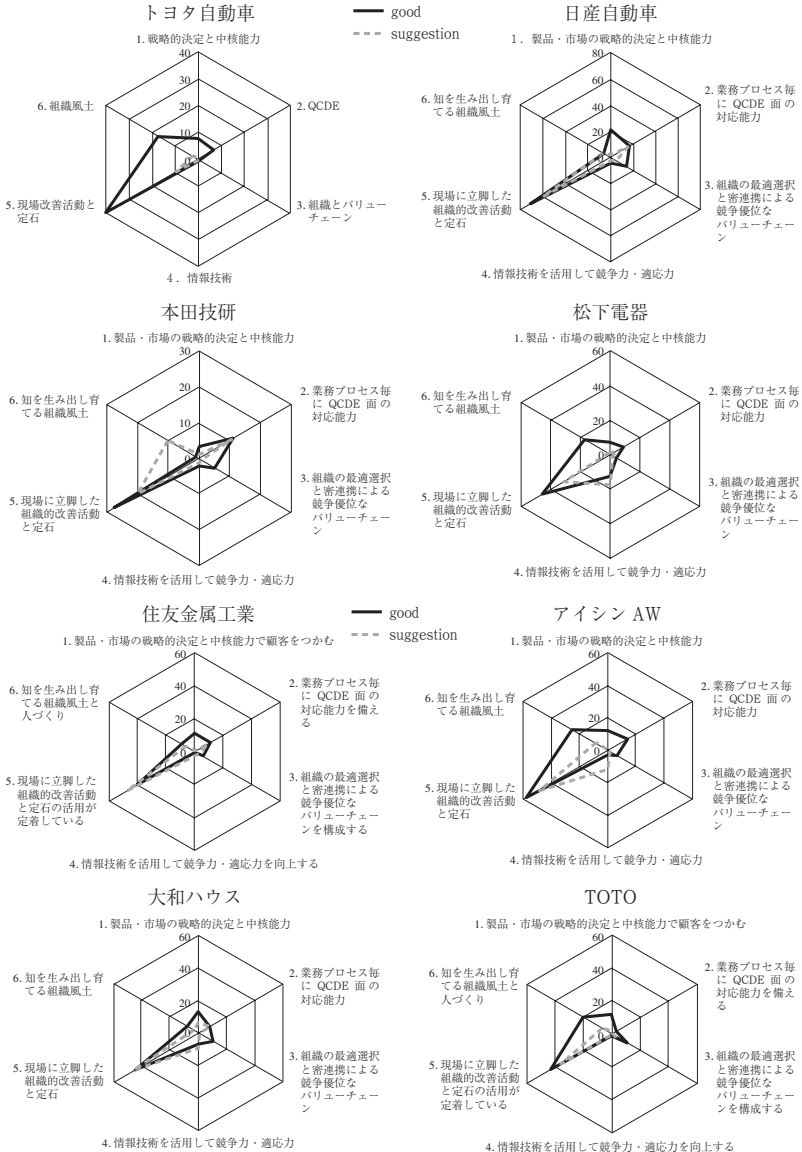 トヨタ自動車
good
suggestion
日産自動車
1. 戦略的決定と中核能力
40
30
20
10
0
2. QCDE
3. 組織とバリュー
チェーン
4. 情報技術
5. 現場改善活動と
定石
6. 組織風土
1. 製品・市場の戦略的決定と中核能力
80
60
40
20
0
2. 業務プロセス毎
に QCDE 面の
対応能力
3. 組織の最適選択
と密連携による
競争優位な
バリューチェー
ン
4. 情報技術を活用して競争力・適応力
5. 現場に立脚した
組織的改善活動
と定石
6. 知を生み出し育
てる組織風土
本田技研
1. 製品・市場の戦略的決定と中核能力
30
20
10
0
2. 業務プロセス毎
に QCDE 面の
対応能力
3. 組織の最適選択
と密連携による
競争優位な
バリューチェー
ン
4. 情報技術を活用して競争力・適応力
5. 現場に立脚した
組織的改善活動
と定石
6. 知を生み出し育
てる組織風土
松下電器
1. 製品・市場の戦略的決定と中核能力
60
40
20
0
2. 業務プロセス毎
に QCDE 面の
対応能力
3. 組織の最適選択
と密連携による
競争優位な
バリューチェー
ン
4. 情報技術を活用して競争力・適応力
5. 現場に立脚した
組織的改善活動
と定石
6. 知を生み出し育
てる組織風土
住友金属工業
good
suggestion
アイシン AW
1. 製品・市場の戦略的決定と中核能力で顧客をつかむ
60
40
20
0
2. 業務プロセス毎
に QCDE 面の
対応能力を備え
る
3. 組織の最適選択
と密連携による
競争優位な
バリューチェー
ンを構成する
4. 情報技術を活用して競争力・適応力を向上する
5. 現場に立脚した
組織的改善活動
と定石の活用が
定着している
6. 知を生み出し育
てる組織風土と
人づくり
1. 製品・市場の戦略的決定と中核能力
60
40
20
0
2. 業務プロセス毎
に QCDE 面の
対応能力
3. 組織の最適選択
と密連携による
競争優位な
バリューチェー
ン
4. 情報技術を活用して競争力・適応力
5. 現場に立脚した
組織的改善活動
と定石
6. 知を生み出し育
てる組織風土
大和ハウス
1. 製品・市場の戦略的決定と中核能力
60
40
20
0
2. 業務プロセス毎
に QCDE 面の
対応能力
3. 組織の最適選択
と密連携による
競争優位な
バリューチェー
ン
4. 情報技術を活用して競争力・適応力
5. 現場に立脚した
組織的改善活動
と定石
6. 知を生み出し育
てる組織風土
TOTO
1. 製品・市場の戦略的決定と中核能力で顧客をつかむ
60
40
20
0
2. 業務プロセス毎
に QCDE 面の
対応能力を備え
る
3. 組織の最適選択
と密連携による
競争優位な
バリューチェー
ンを構成する
4. 情報技術を活用して競争力・適応力を向上する
5. 現場に立脚した
組織的改善活動
と定石の活用が
定着している
6. 知を生み出し育
てる組織風土と
人づくり